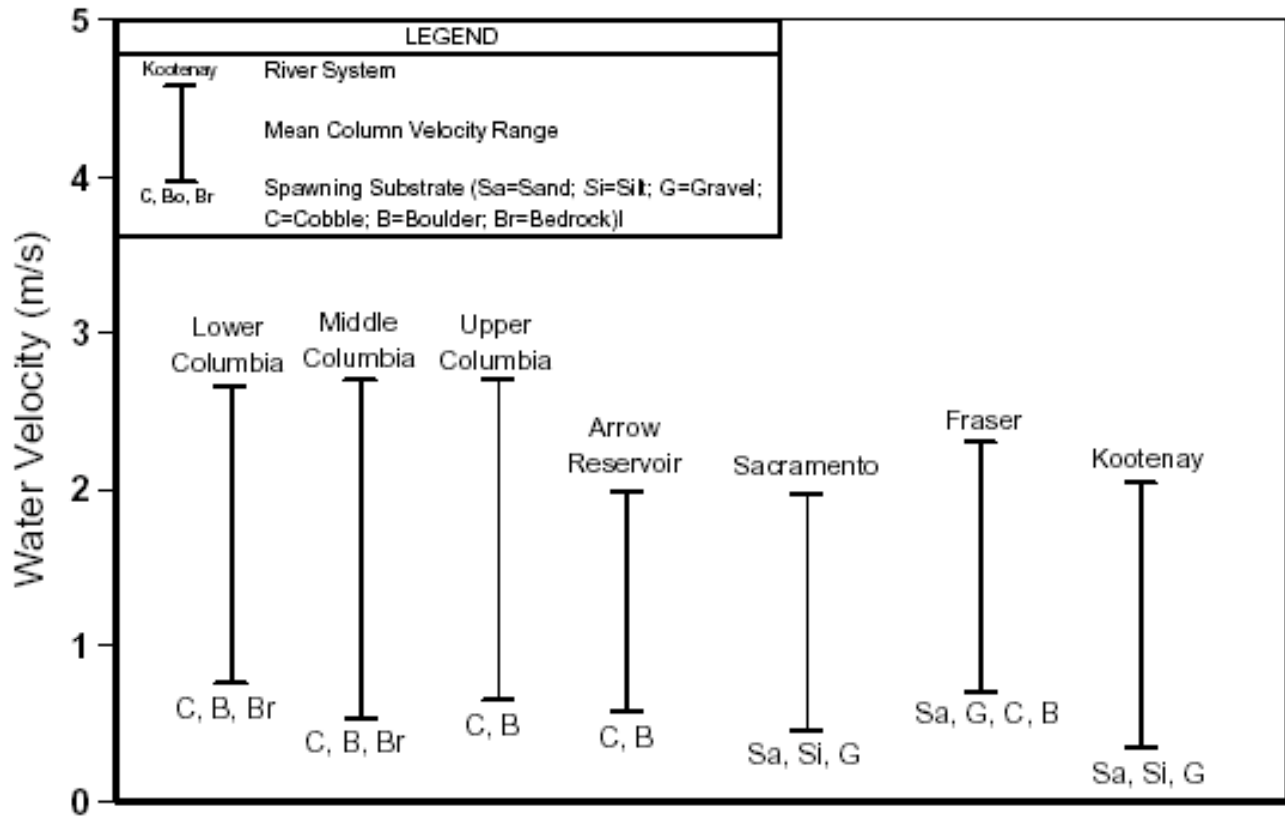 5
LEGEND
Kootenay
River System
Mean Column Velocity Range
C, Bo, Br
Spawning Substrate (Sa=Sand; Si=Silt; G=Gravel;
C=Cobble; B=Boulder; Br=Bedrock)l
4
Water Velocity (m/s)
3
Lower
Columbia
Middle
Columbia
Upper
Columbia
Arrow
Reservoir
Sacramento
Fraser
Kootenay
2
1
C, B, Br
C, B, Br
C, B
C, B
Sa, Si, G
Sa, G, C, B
Sa, Si, G
0